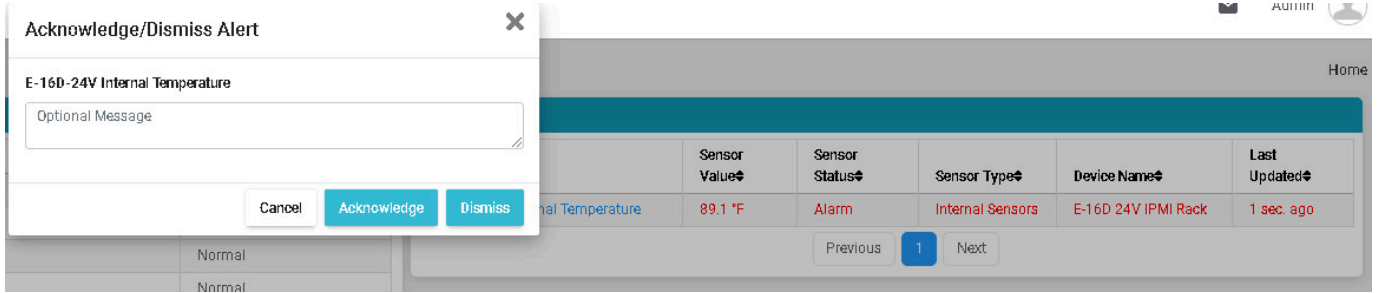 Acknowledge/Dismiss Alert
Admin
Home
E-16D-24V Internal Temperature
Optional Message
Cancel Acknowledge Dismiss
Sensor Value
Sensor Status
Sensor Type
Device Name
Last Updated
nal Temperature 89.1 °F Alarm Internal Sensors E-16D 24V IPMI Rack 1 sec. ago
Previous 1 Next
Normal
Normal